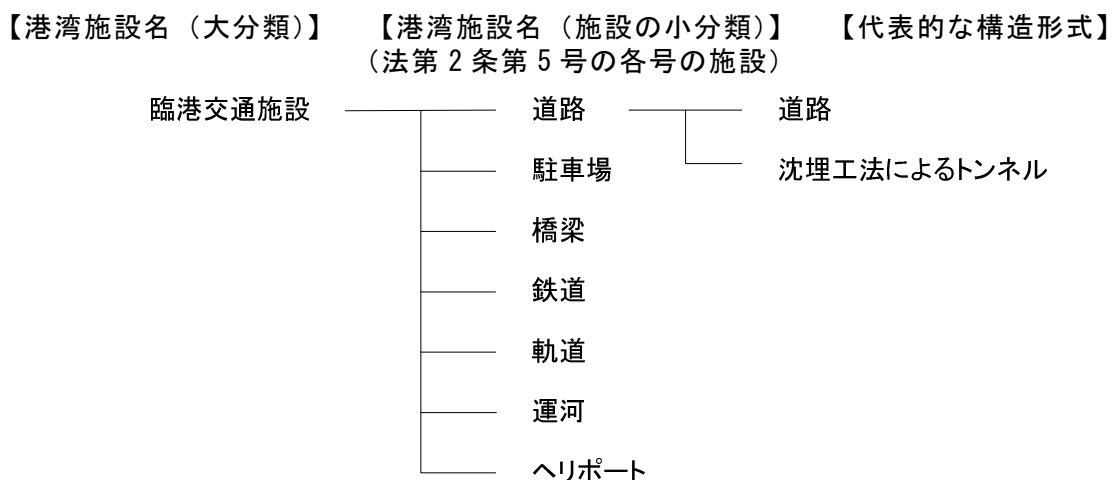 【港湾施設名（大分類）】 【港湾施設名（施設の小分類）】 【代表的な構造形式】
（法第2条第5号の各号の施設）
臨港交通施設 道路 道路
駐車場 沈埋工法によるトンネル
橋梁
鉄道
軌道
運河
ヘリポート